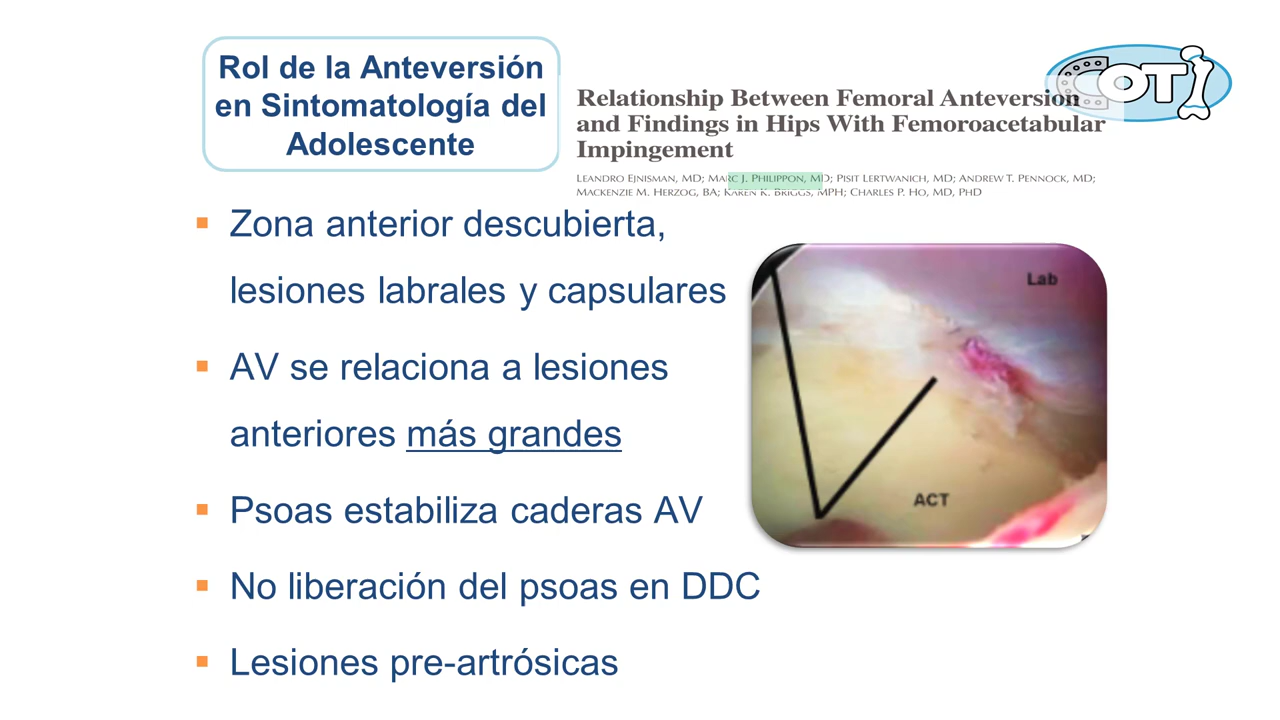 Rol de la Anteversión
en Sintomatología del
Adolescente
COT
Relationship Between Femoral Anteversion
and Findings in Hips With Femoroacetabular
Impingement
LEANDRO EJNISMAN, MD; MARC J. PHILIPPON, MD; PISIT LERTWANICH, MD; ANDREW T. PENNOCK, MD;
MACKENZIE M. HERZOG, BA; KAREN K. BRIGGS, MPH; CHARLES P. HO, MD, PHD
Zona anterior descubierta,
lesiones labrales y capsulares
AV se relaciona a lesiones
anteriores más grandes
Psoas estabiliza caderas AV
No liberación del psoas en DDC
Lesiones pre-artrósicas
Lab
ACT